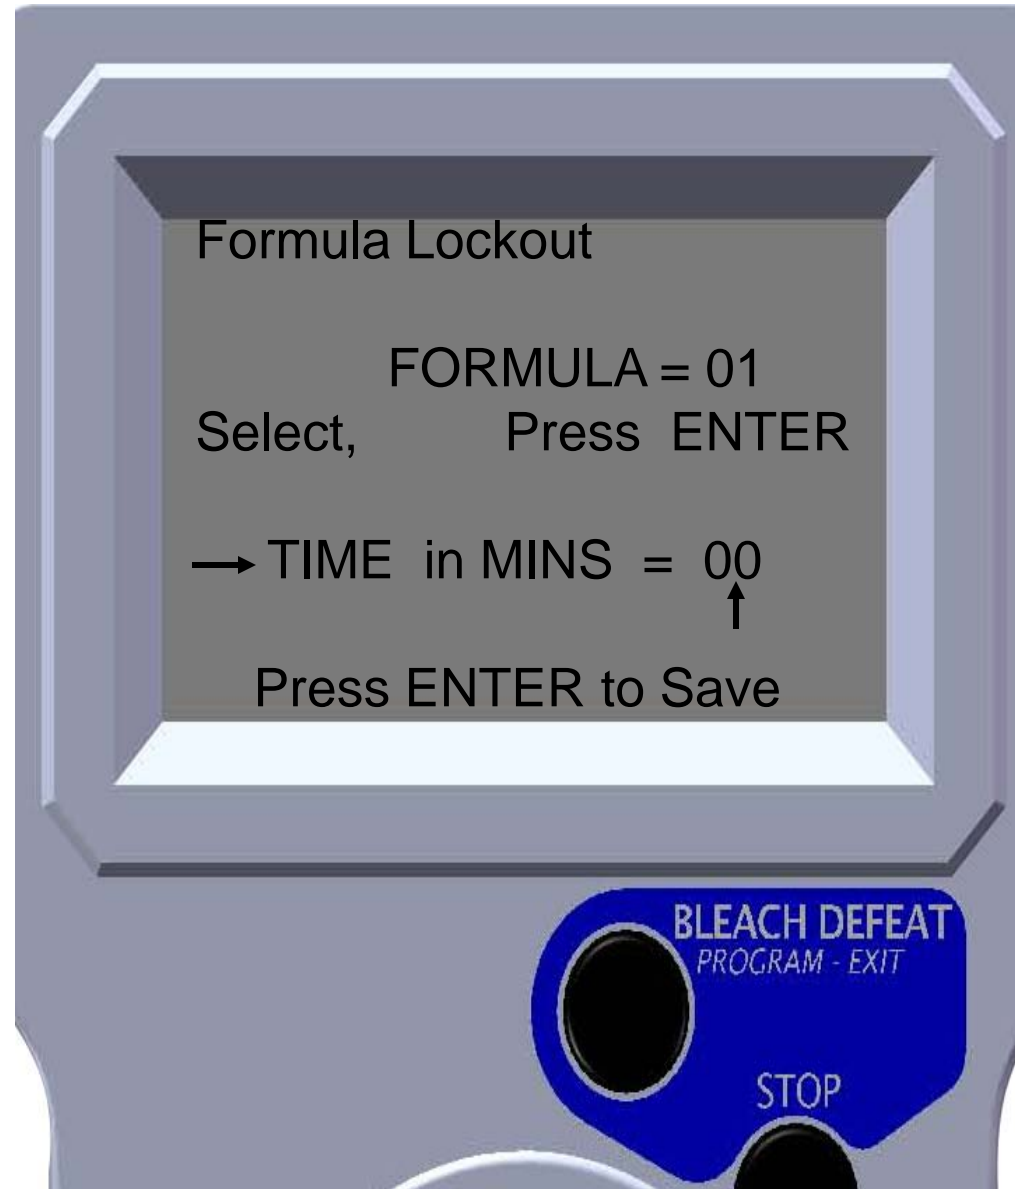 Formula Lockout
FORMULA = 01
Select, Press ENTER
TIME in MINS = 00
Press ENTER to Save
BLEACH DEFEAT
PROGRAM - EXIT
STOP